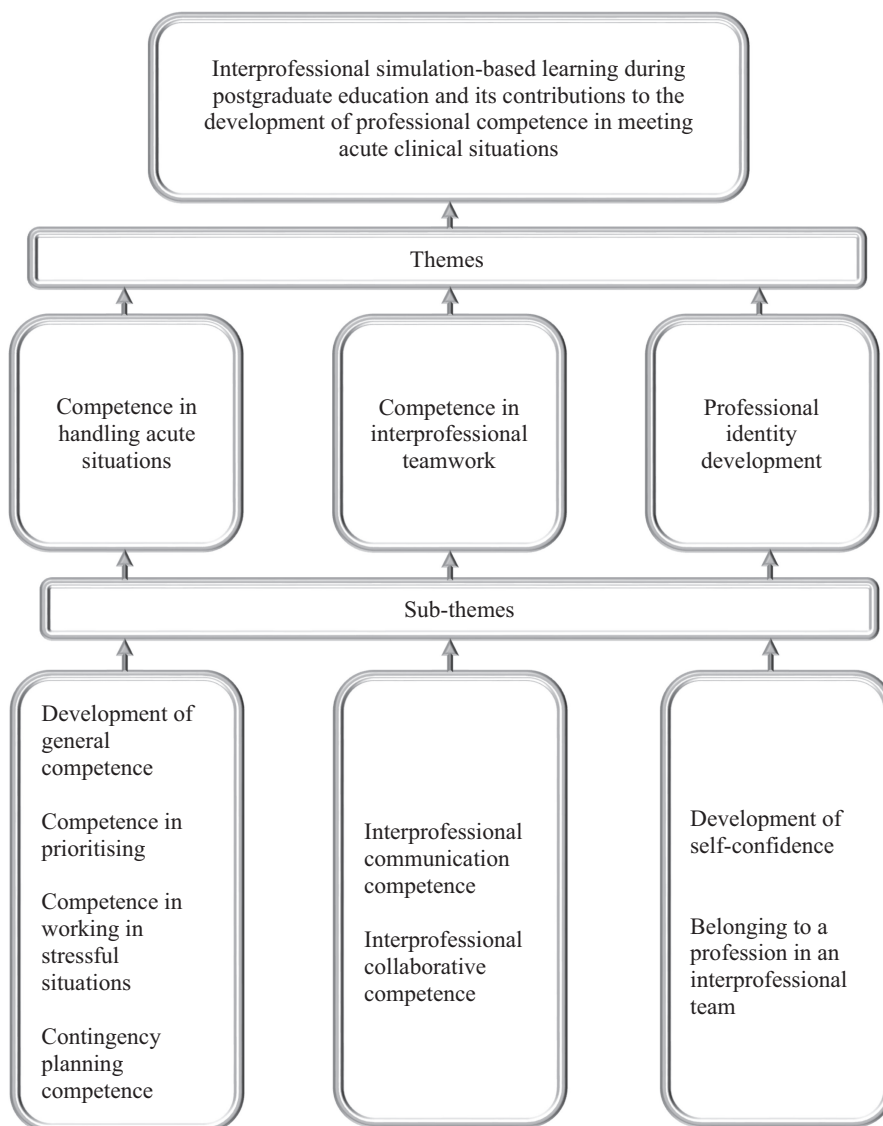 Interprofessional simulation-based learning during
postgraduate education and its contributions to the
development of professional competence in meeting
acute clinical situations
Themes
Competence in
handling acute
situations
Competence in
interprofessional
teamwork
Professional
identity
development
Sub-themes
Development of
general
competence
Competence in
prioritising
Competence in
working in
stressful
situations
Contingency
planning
competence
Interprofessional
communication
competence
Interprofessional
collaborative
competence
Development of
self-confidence
Belonging to a
profession in an
interprofessional
team